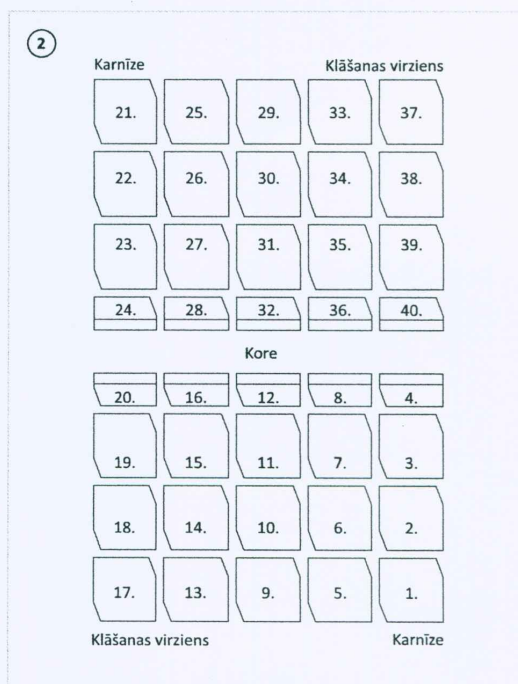 2
Karnīze Klāšanas virziens
21. 25. 29. 33. 37.
22. 26. 30. 34. 38.
23. 27. 31. 35. 39.
24. 28. 32. 36. 40.
Kore
20. 16. 12. 8. 4.
19. 15. 11. 7. 3.
18. 14. 10. 6. 2.
17. 13. 9. 5. 1.
Klāšanas virziens Karnīze